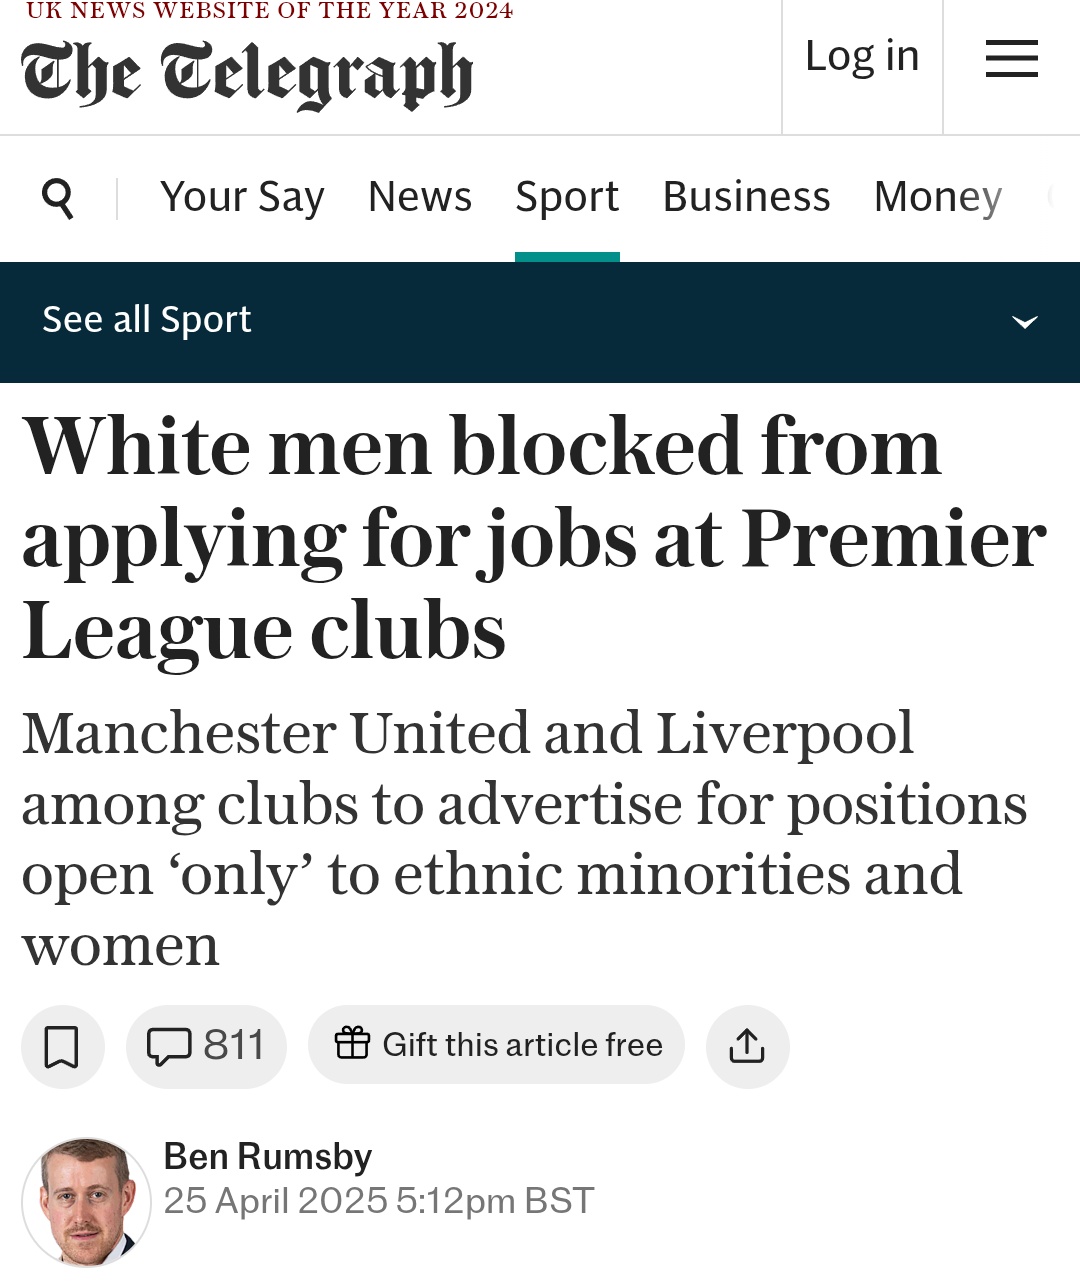 UK NEWS WEBSITE OF THE YEAR 2024
The Telegraph
Log in
Your Say News Sport Business Money
See all Sport
White men blocked from
applying for jobs at Premier
League clubs
Manchester United and Liverpool
among clubs to advertise for positions
open ‘only’ to ethnic minorities and
women
811
Gift this article free
Ben Rumsby
25 April 2025 5:12pm BST